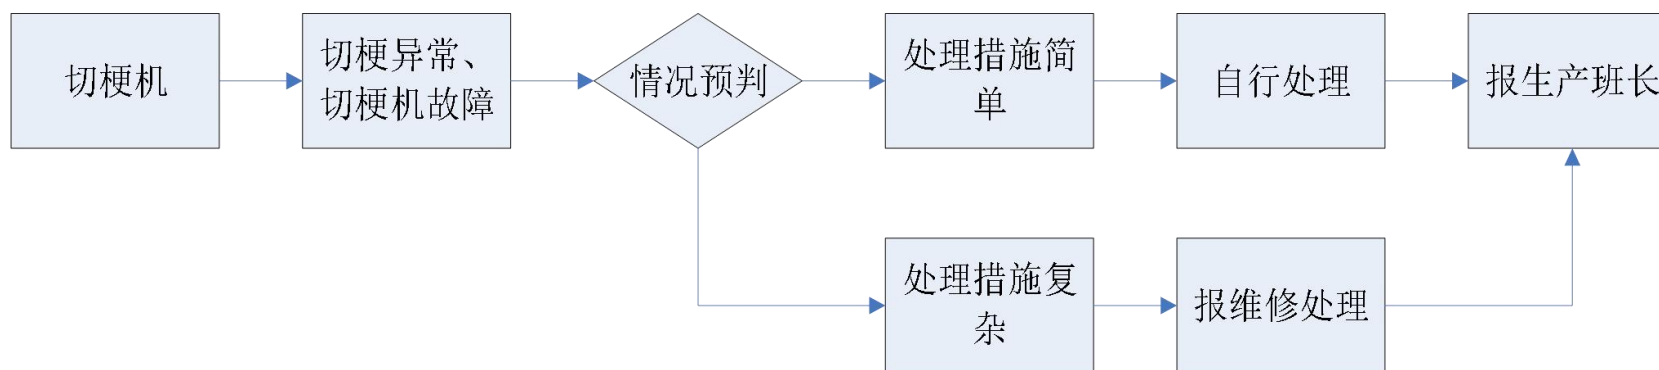 切梗机
切梗异常、
切梗机故障
情况预判
处理措施简
单
自行处理
报生产班长
处理措施复
杂
报维修处理